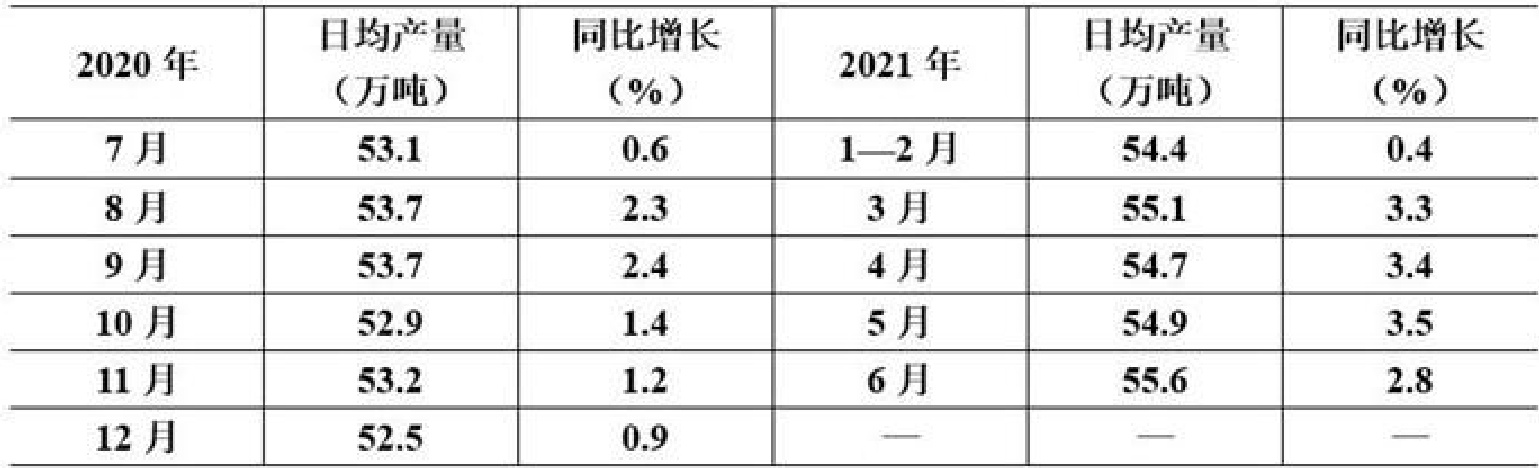 2020 年 日均产量（万吨） 同比增长（%） 2021 年 日均产量（万吨） 同比增长（%）
7 月 53.1 0.6 1—2 月 54.4 0.4
8 月 53.7 2.3 3 月 55.1 3.3
9 月 53.7 2.4 4 月 54.7 3.4
10 月 52.9 1.4 5 月 54.9 3.5
11 月 53.2 1.2 6 月 55.6 2.8
12 月 52.5 0.9 — — —